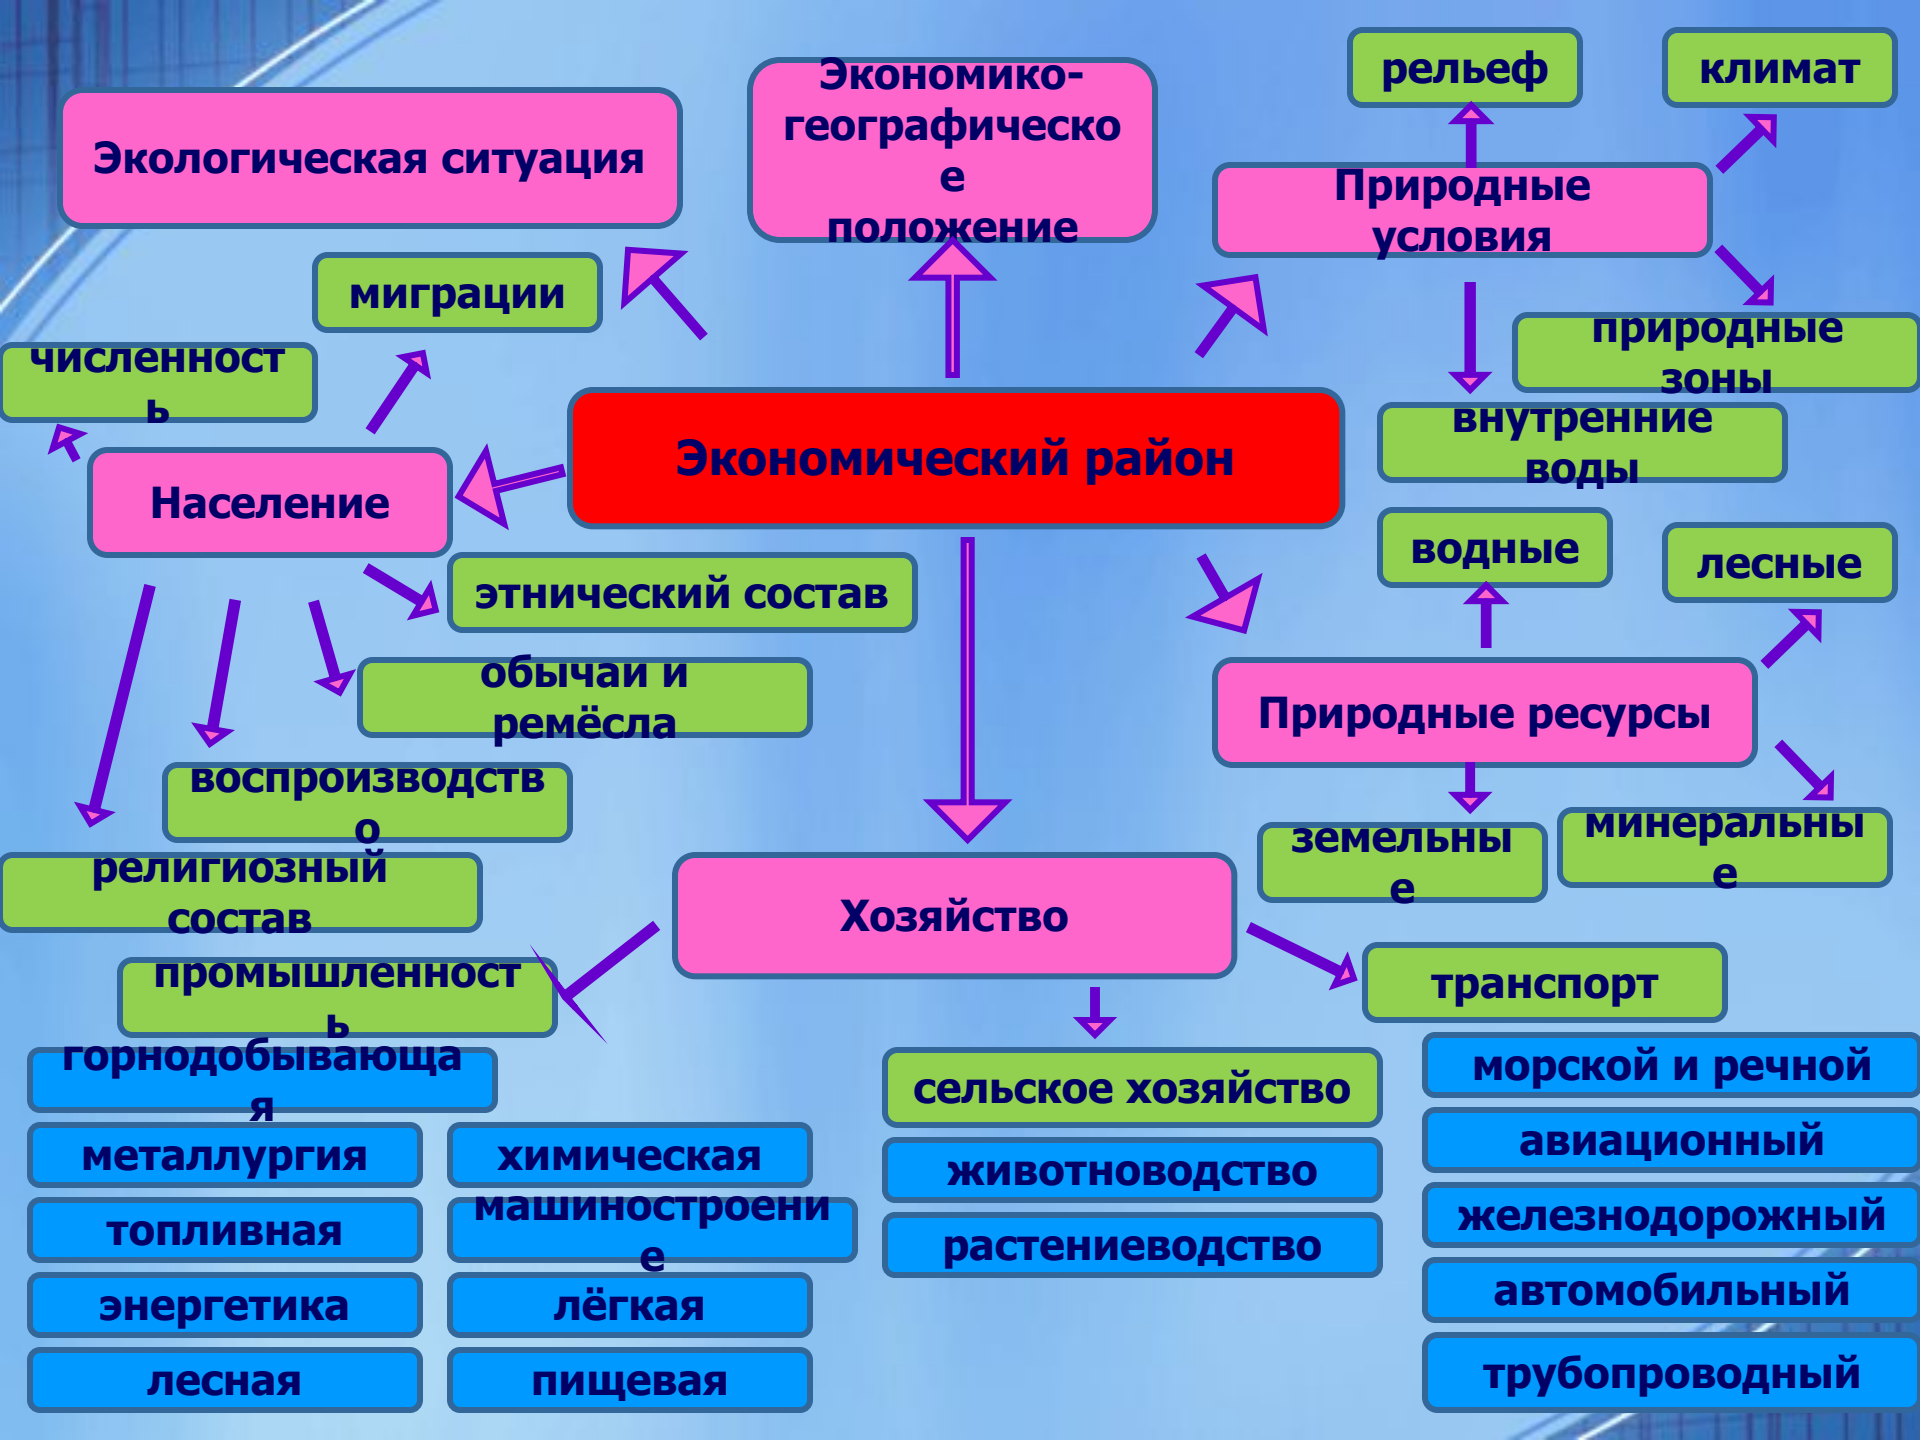 рельеф
климат
Экономико-
географическо
е
положение
Экологическая ситуация
Природные
условия
миграции
природные
зоны
численност
ь
внутренние
воды
Экономический район
Население
водные
лесные
этнический состав
обычаи и
ремёсла
Природные ресурсы
воспроизводств
о
земельны
е
минеральны
е
религиозный
состав
Хозяйство
промышленност
ь
транспорт
горнодобывающа
я
сельское хозяйство
морской и речной
металлургия
химическая
животноводство
авиационный
топливная
машиностроени
е
растениеводство
железнодорожный
энергетика
лёгкая
автомобильный
лесная
пищевая
трубопроводный